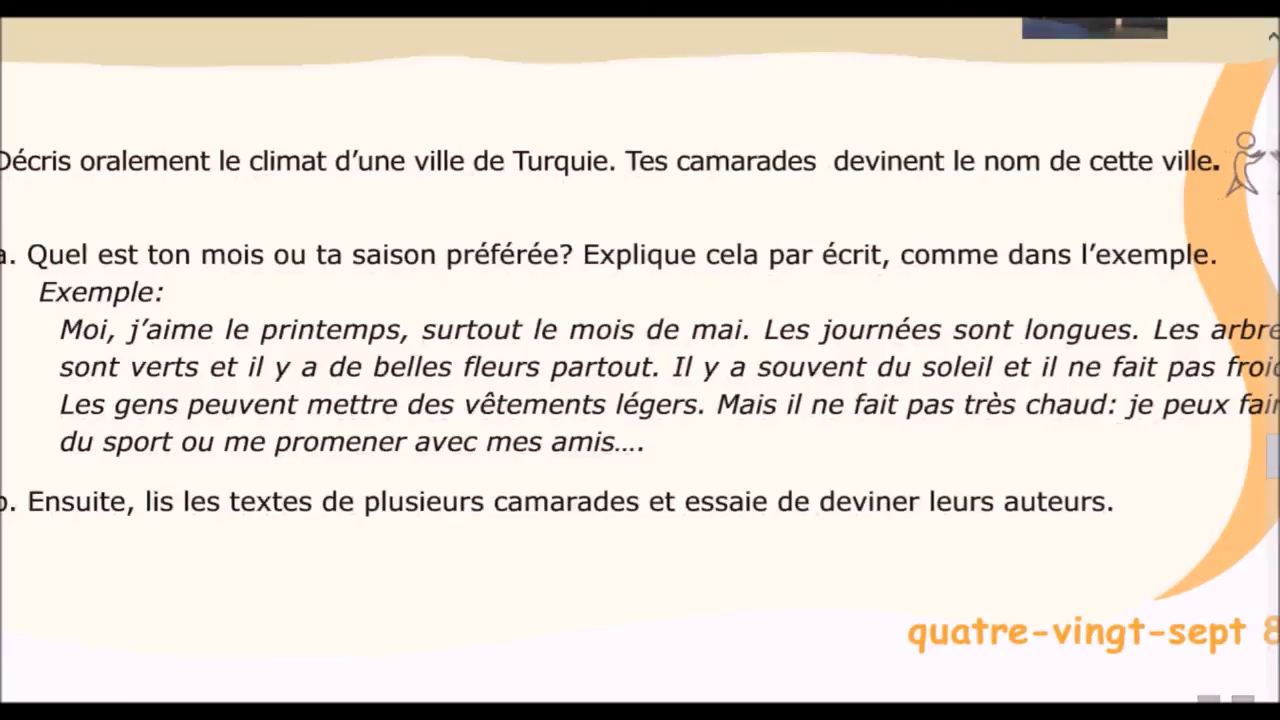 Décris oralement le climat d’une ville de Turquie. Tes camarades devinent le nom de cette ville.
a. Quel est ton mois ou ta saison préférée? Explique cela par écrit, comme dans l’exemple.
Exemple:
Moi, j’aime le printemps, surtout le mois de mai. Les journées sont longues. Les arbre
sont verts et il y a de belles fleurs partout. Il y a souvent du soleil et il ne fait pas froid
Les gens peuvent mettre des vêtements légers. Mais il ne fait pas très chaud: je peux fair
du sport ou me promener avec mes amis....
b. Ensuite, lis les textes de plusieurs camarades et essaie de deviner leurs auteurs.
quatre-vingt-sept 8